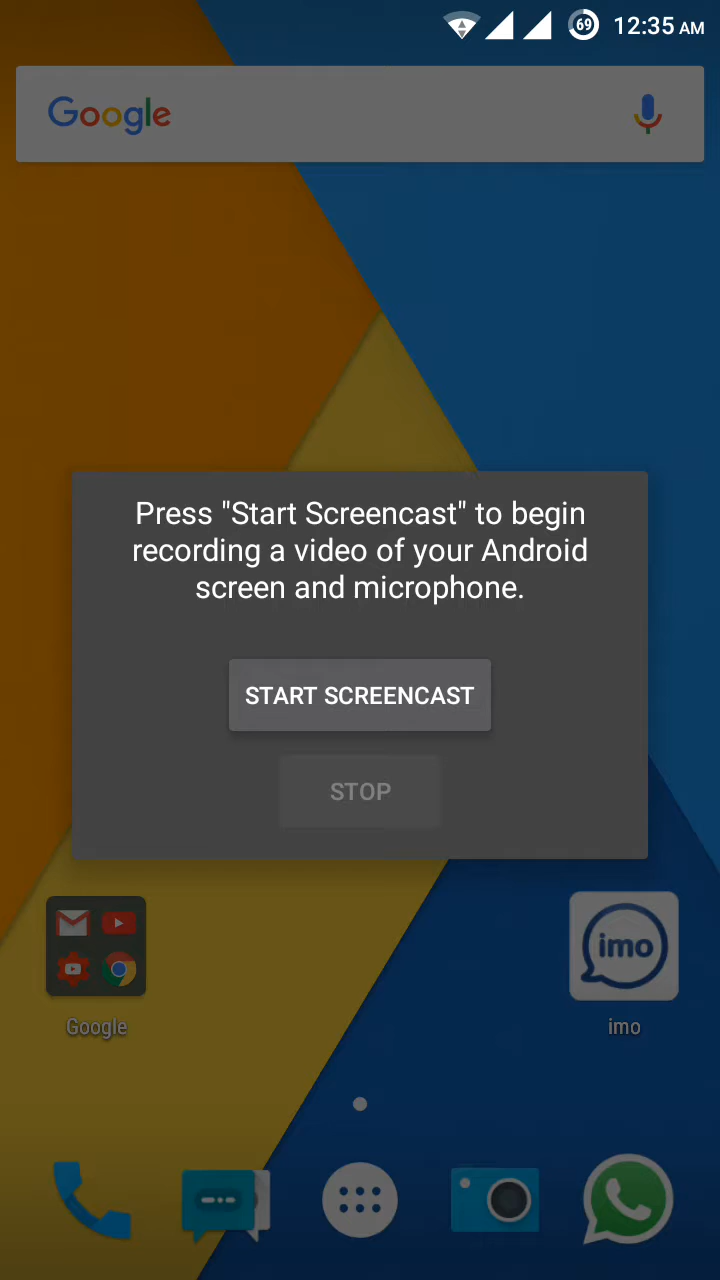 69 12:35 AM
Google
Press "Start Screencast" to begin
recording a video of your Android
screen and microphone.
START SCREENCAST
STOP
imo
Google
imo